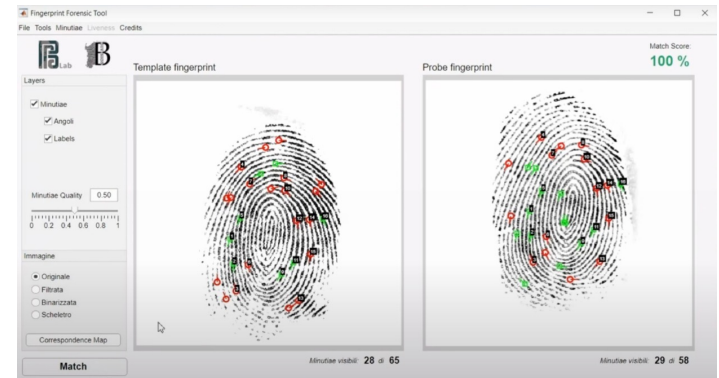 Fingerprint Forensic Tool
File Tools Minutiae Liveness Credits
Lab
B
Match Score:
100 %
Template fingerprint
Probe fingerprint
Layers
Minutiae
Angoli
Labels
Minutiae Quality 0.50
0 0.2 0.4 0.6 0.8 1
Immagine
Originale
Filtrata
Binarizzata
Scheletro
Correspondence Map
Match
Minutiae visibili: 28 di 65
Minutiae visibili: 29 di 58